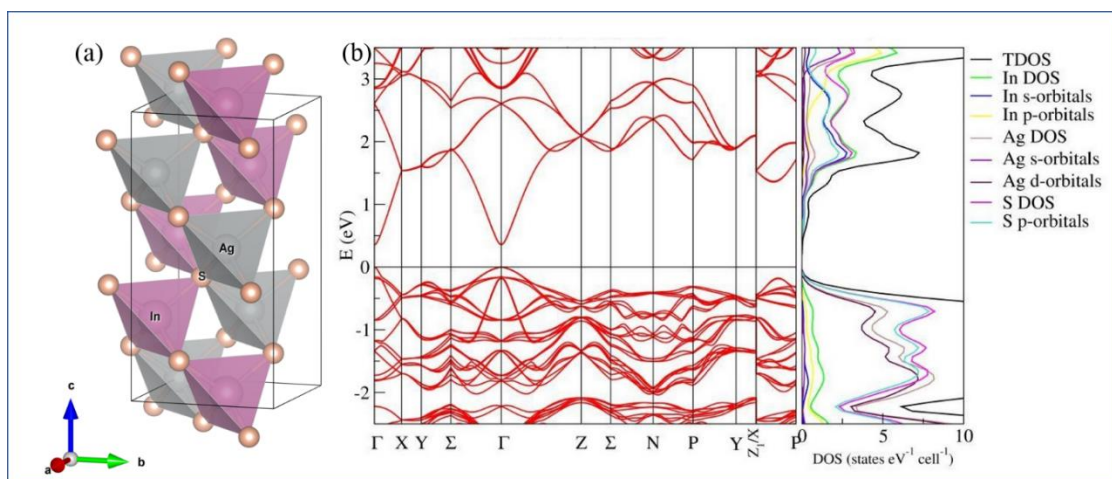 (a)
Ag
S
In
c
b
a
(b)
E (eV)
3
2
1
0
-1
-2
Γ X Y Σ Γ Z Σ N P Y Z₁/X P
0 5 10
DOS (states eV⁻¹ cell⁻¹)
TDOS
In DOS
In s-orbitals
In p-orbitals
Ag DOS
Ag s-orbitals
Ag d-orbitals
S DOS
S p-orbitals